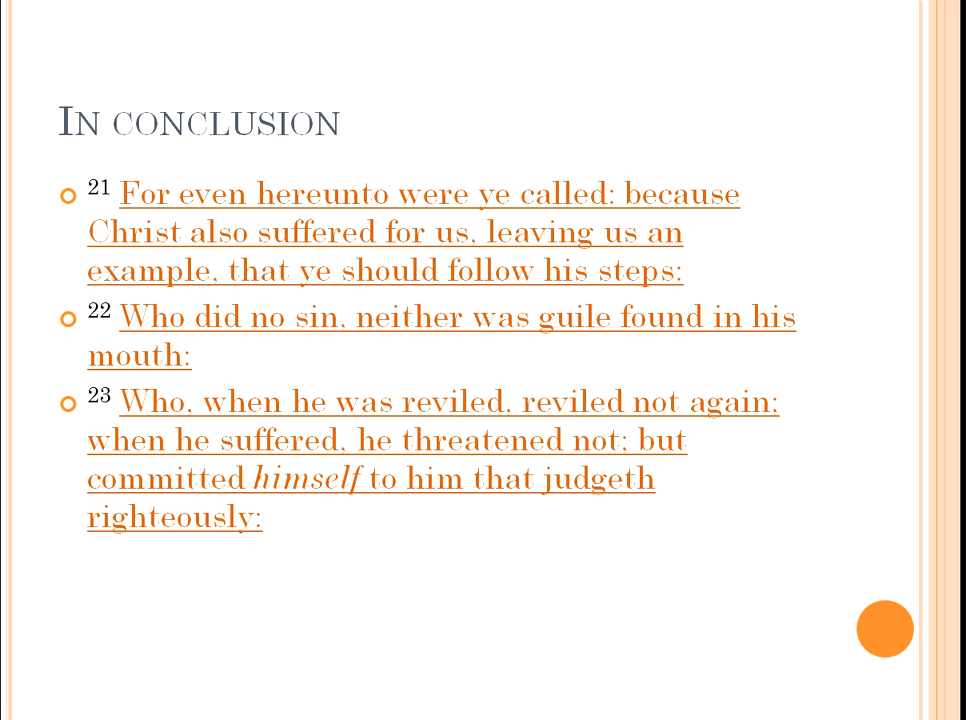 In conclusion
21 For even hereunto were ye called: because
Christ also suffered for us, leaving us an
example, that ye should follow his steps:
22 Who did no sin, neither was guile found in his
mouth:
23 Who, when he was reviled, reviled not again;
when he suffered, he threatened not; but
committed himself to him that judgeth
righteously: